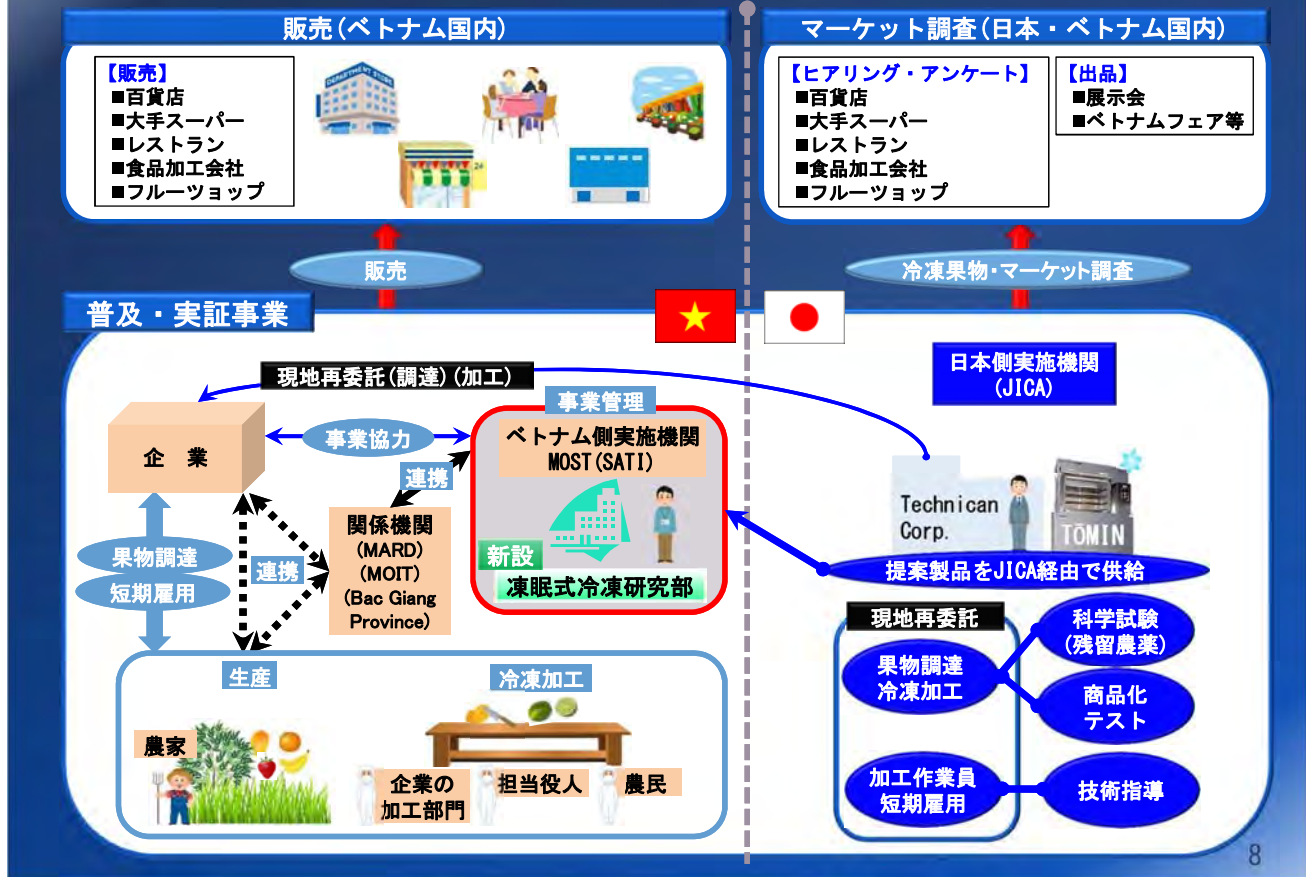 販売(ベトナム国内)
【販売】
■百貨店
■大手スーパー
■レストラン
■食品加工会社
■フルーツョップ
DEPARTMENT STORE
24
マーケット調査(日本・ベトナム国内)
【ヒアリング・アンケート】
■百貨店
■大手スーパー
■レストラン
■食品加工会社
■フルーツョップ
【出品】
■展示会
■ベトナムフェア等
販売
冷凍果物・マーケット調査
普及・実証事業
現地再委託(調達)(加工)
企 業
事業協力
事業管理
ベトナム側実施機関
MOST(SATI)
新設
凍眠式冷凍研究部
連携
関係機関
(MARD)
(MOIT)
(Bac Giang
Province)
果物調達
短期雇用
連携
生産
農家
冷凍加工
企業の
加工部門
担当役人
農民
日本側実施機関
(JICA)
Technican
Corp.
TŌMIN
提案製品をJICA経由で供給
現地再委託
果物調達
冷凍加工
科学試験
(残留農薬)
商品化
テスト
加工作業員
短期雇用
技術指導
8